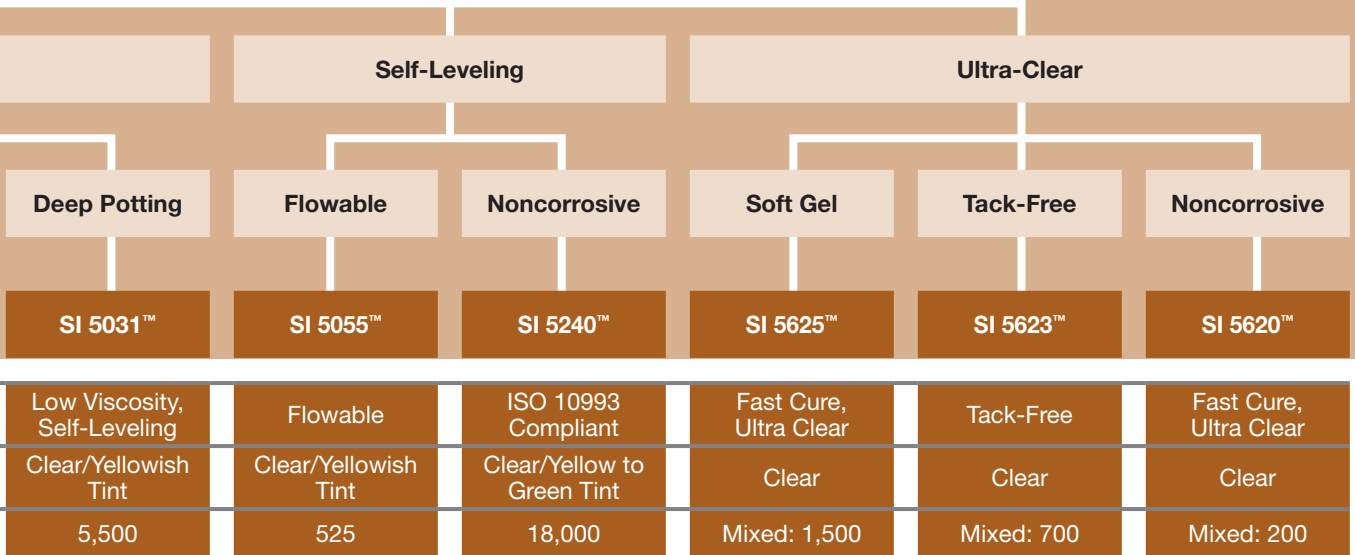 Self-Leveling
Ultra-Clear
Deep Potting
Flowable
Noncorrosive
Soft Gel
Tack-Free
Noncorrosive
SI 5031™
SI 5055™
SI 5240™
SI 5625™
SI 5623™
SI 5620™
Low Viscosity,
Self-Leveling
Flowable
ISO 10993
Compliant
Fast Cure,
Ultra Clear
Tack-Free
Fast Cure,
Ultra Clear
Clear/Yellowish
Tint
Clear/Yellowish
Tint
Clear/Yellow to
Green Tint
Clear
Clear
Clear
5,500
525
18,000
Mixed: 1,500
Mixed: 700
Mixed: 200